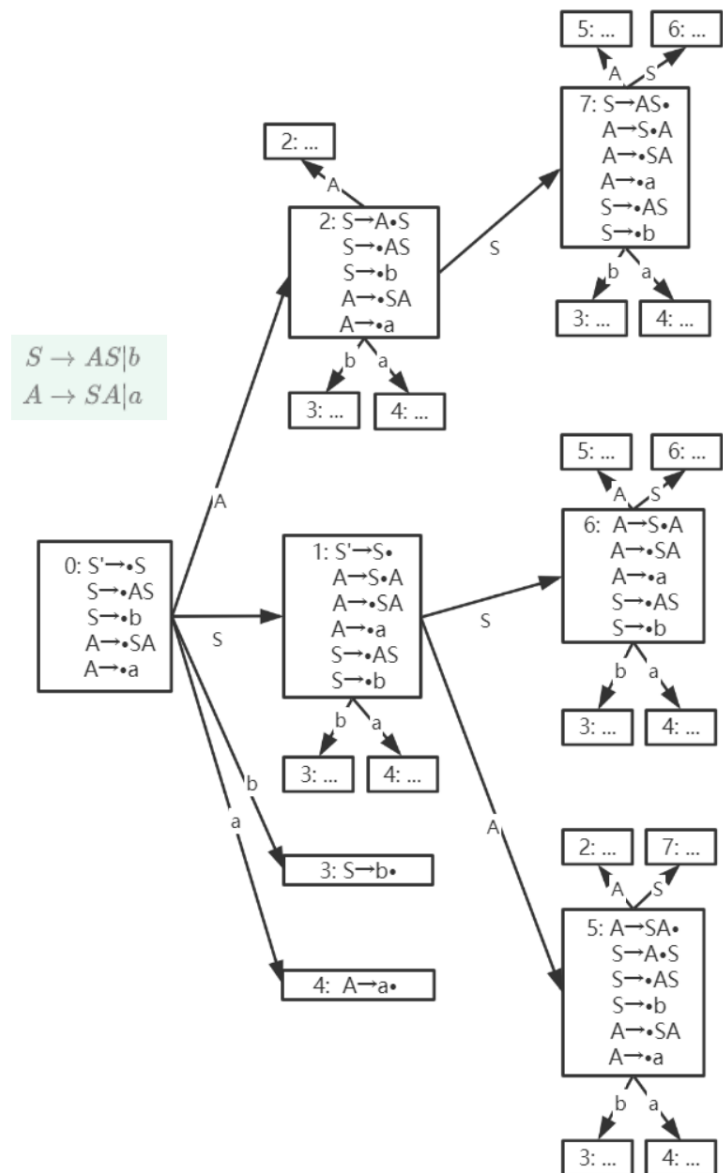 5: ...
6: ...
A
S
7: S→AS•
A→S•A
A→•SA
A→•a
S→•AS
S→•b
b
a
3: ...
4: ...
2: ...
A
2: S→A•S
S→•AS
S→•b
A→•SA
A→•a
S
b
a
3: ...
4: ...
S → AS|b
A → SA|a
A
0: S'→•S
S→•AS
S→•b
A→•SA
A→•a
S
b
a
1: S'→S•
A→S•A
A→•SA
A→•a
S→•AS
S→•b
b
a
3: ...
4: ...
S
A
5: ...
6: ...
A
S
6: A→S•A
A→•SA
A→•a
S→•AS
S→•b
b
a
3: ...
4: ...
3: S→b•
4: A→a•
2: ...
7: ...
A
S
5: A→SA•
S→A•S
S→•AS
S→•b
A→•SA
A→•a
b
a
3: ...
4: ...